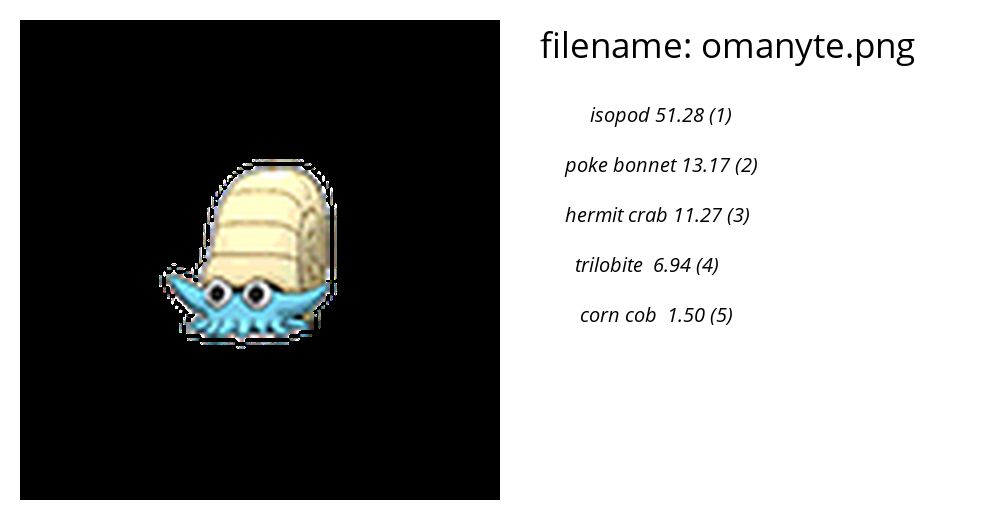 filename: omanyte.png
isopod 51.28 (1)
poke bonnet 13.17 (2)
hermit crab 11.27 (3)
trilobite 6.94 (4)
corn cob 1.50 (5)